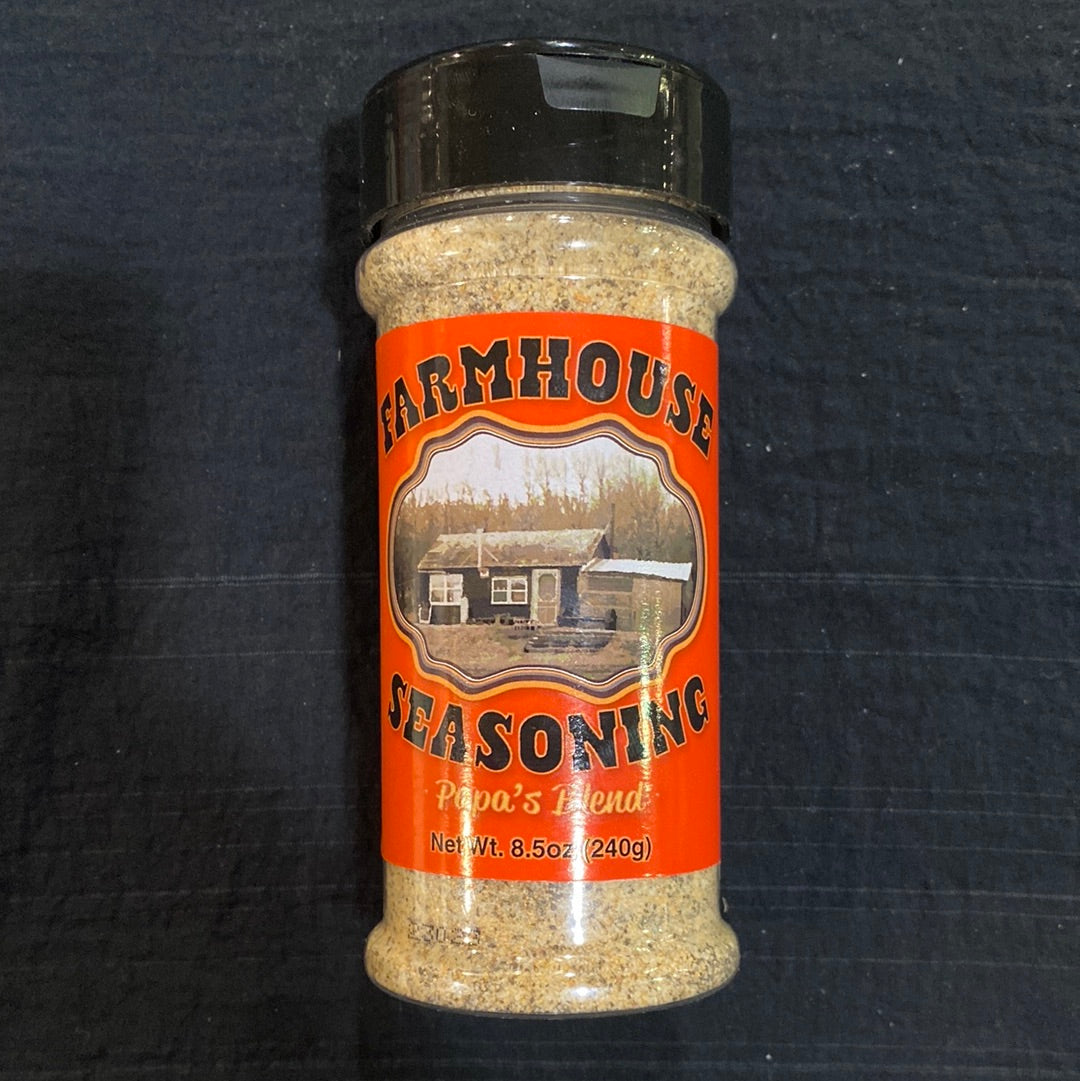 FARMHOUSE
SEASONING
Papa's Blend
Net Wt. 8.5oz (240g)